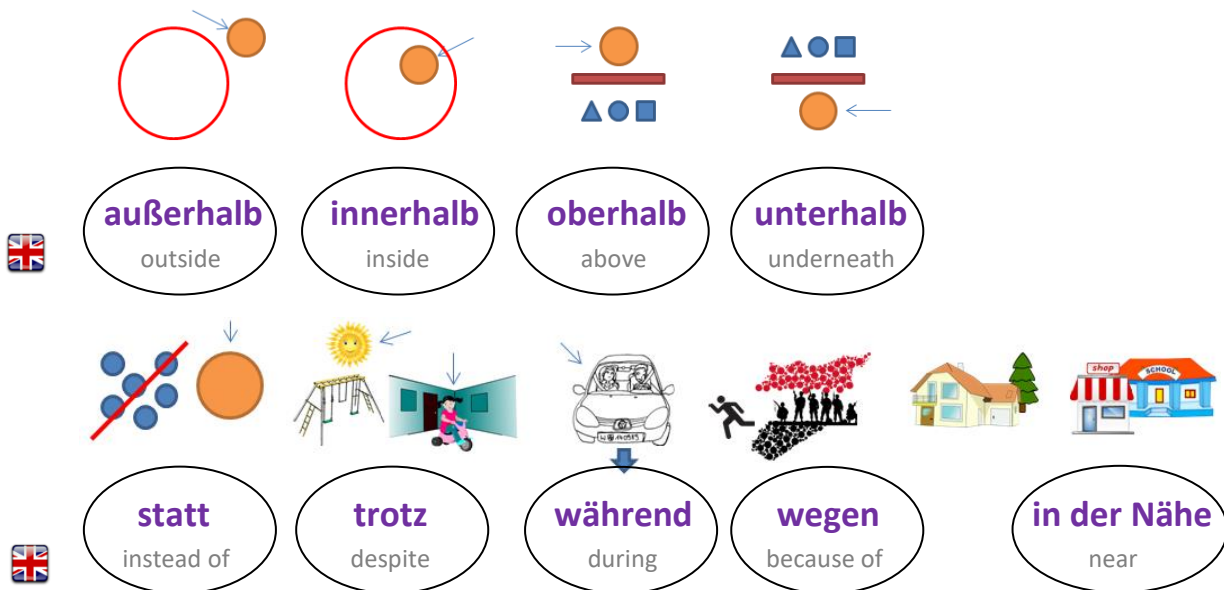 außerhalb innerhalb oberhalb unterhalb
outside inside above underneath
shop SCHOOL
statt trotz während wegen in der Nähe
instead of despite during because of near